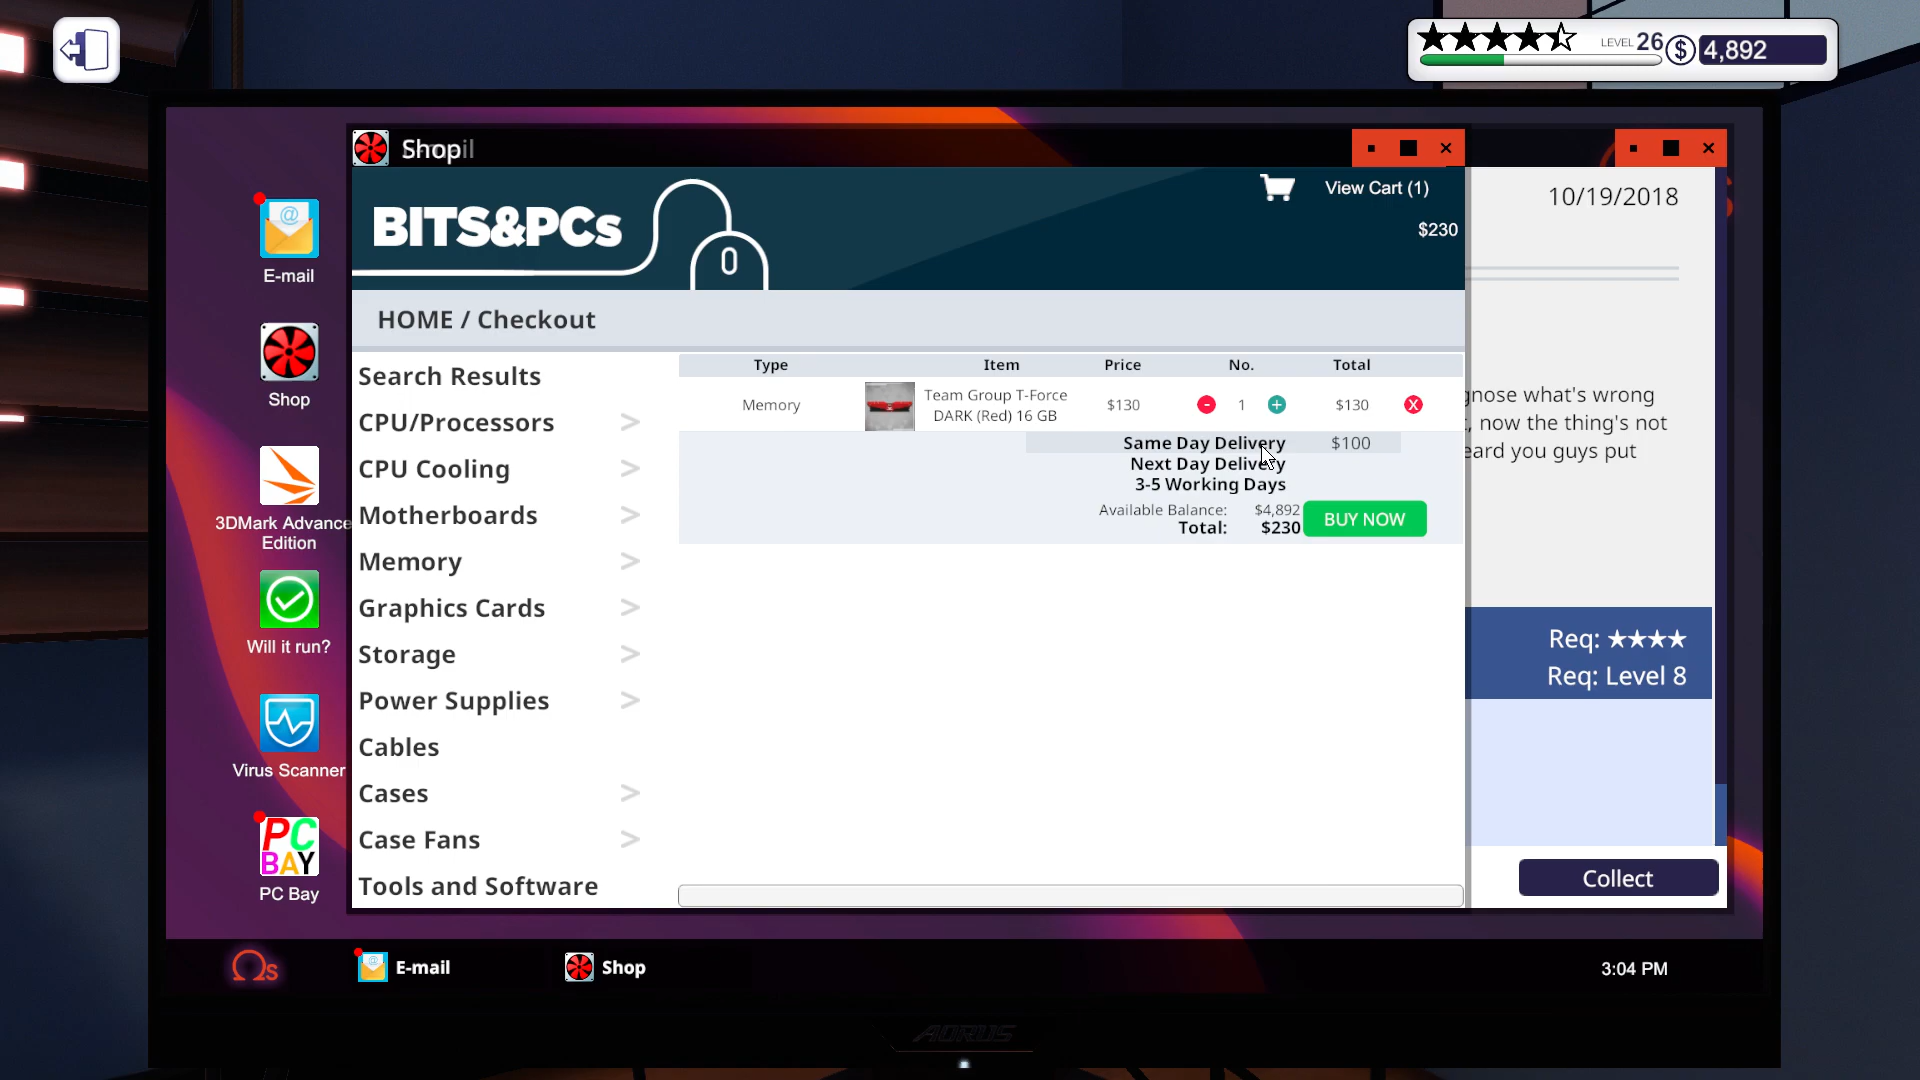 LEVEL 26
$ 4,892
Shop
View Cart (1)
$230
BITS&PCs
10/19/2018
HOME / Checkout
E-mail
Shop
3DMark Advance
Edition
Will it run?
Virus Scanner
PC
BAY
PC Bay
Search Results
CPU/Processors >
CPU Cooling >
Motherboards >
Memory >
Graphics Cards >
Storage >
Power Supplies >
Cables
Cases >
Case Fans >
Tools and Software
Type Item Price No. Total
Memory Team Group T-Force
DARK (Red) 16 GB $130 - 1 + $130 X
Same Day Delivery $100
Next Day Delivery
3-5 Working Days
Available Balance: $4,892
Total: $230
BUY NOW
gnose what's wrong
, now the thing's not
eard you guys put
Req: ★★★★
Req: Level 8
Collect
E-mail
Shop
3:04 PM
AORUS